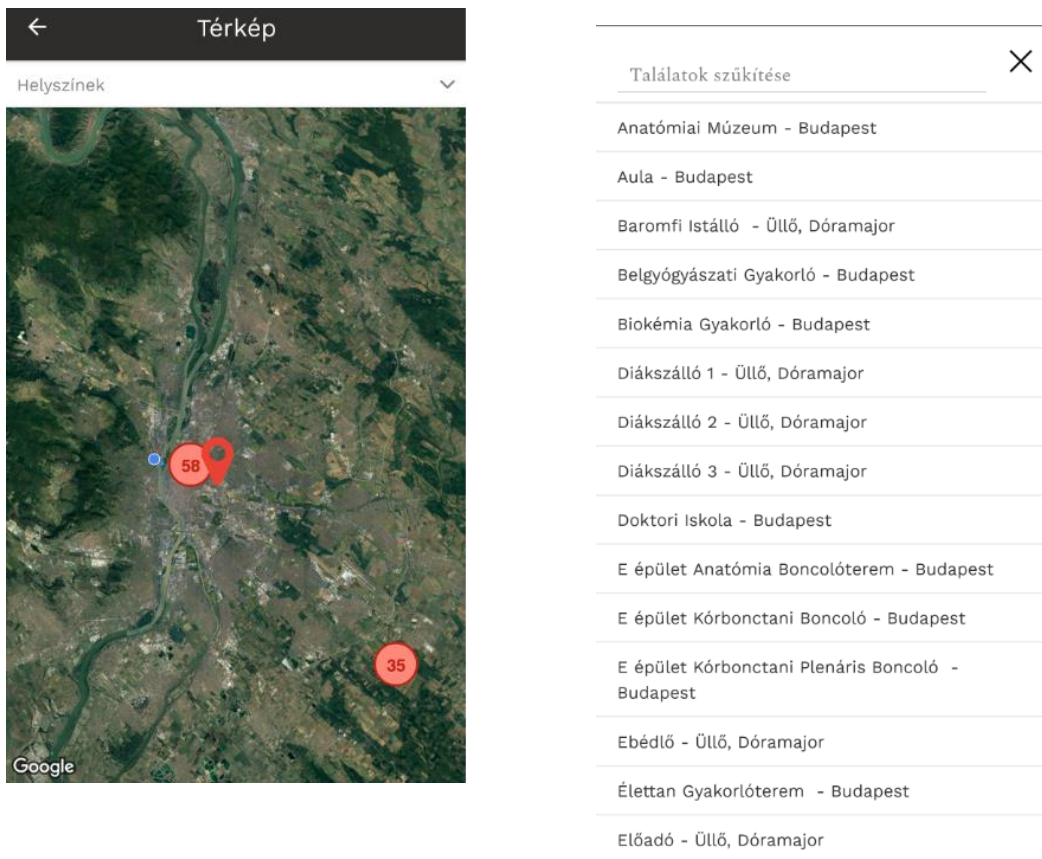 Térkép
Helyszínek
58
35
Google
Találatok szűkítése
Anatómiai Múzeum - Budapest
Aula - Budapest
Baromfi Istálló - Üllő, Dóramajor
Belgyógyászati Gyakorló - Budapest
Biokémia Gyakorló - Budapest
Diákszálló 1 - Üllő, Dóramajor
Diákszálló 2 - Üllő, Dóramajor
Diákszálló 3 - Üllő, Dóramajor
Doktori Iskola - Budapest
E épület Anatómia Boncolóterem - Budapest
E épület Kórbonctani Boncoló - Budapest
E épület Kórbonctani Plenáris Boncoló -
Budapest
Ebédlő - Üllő, Dóramajor
Élettan Gyakorlóterem - Budapest
Előadó - Üllő, Dóramajor